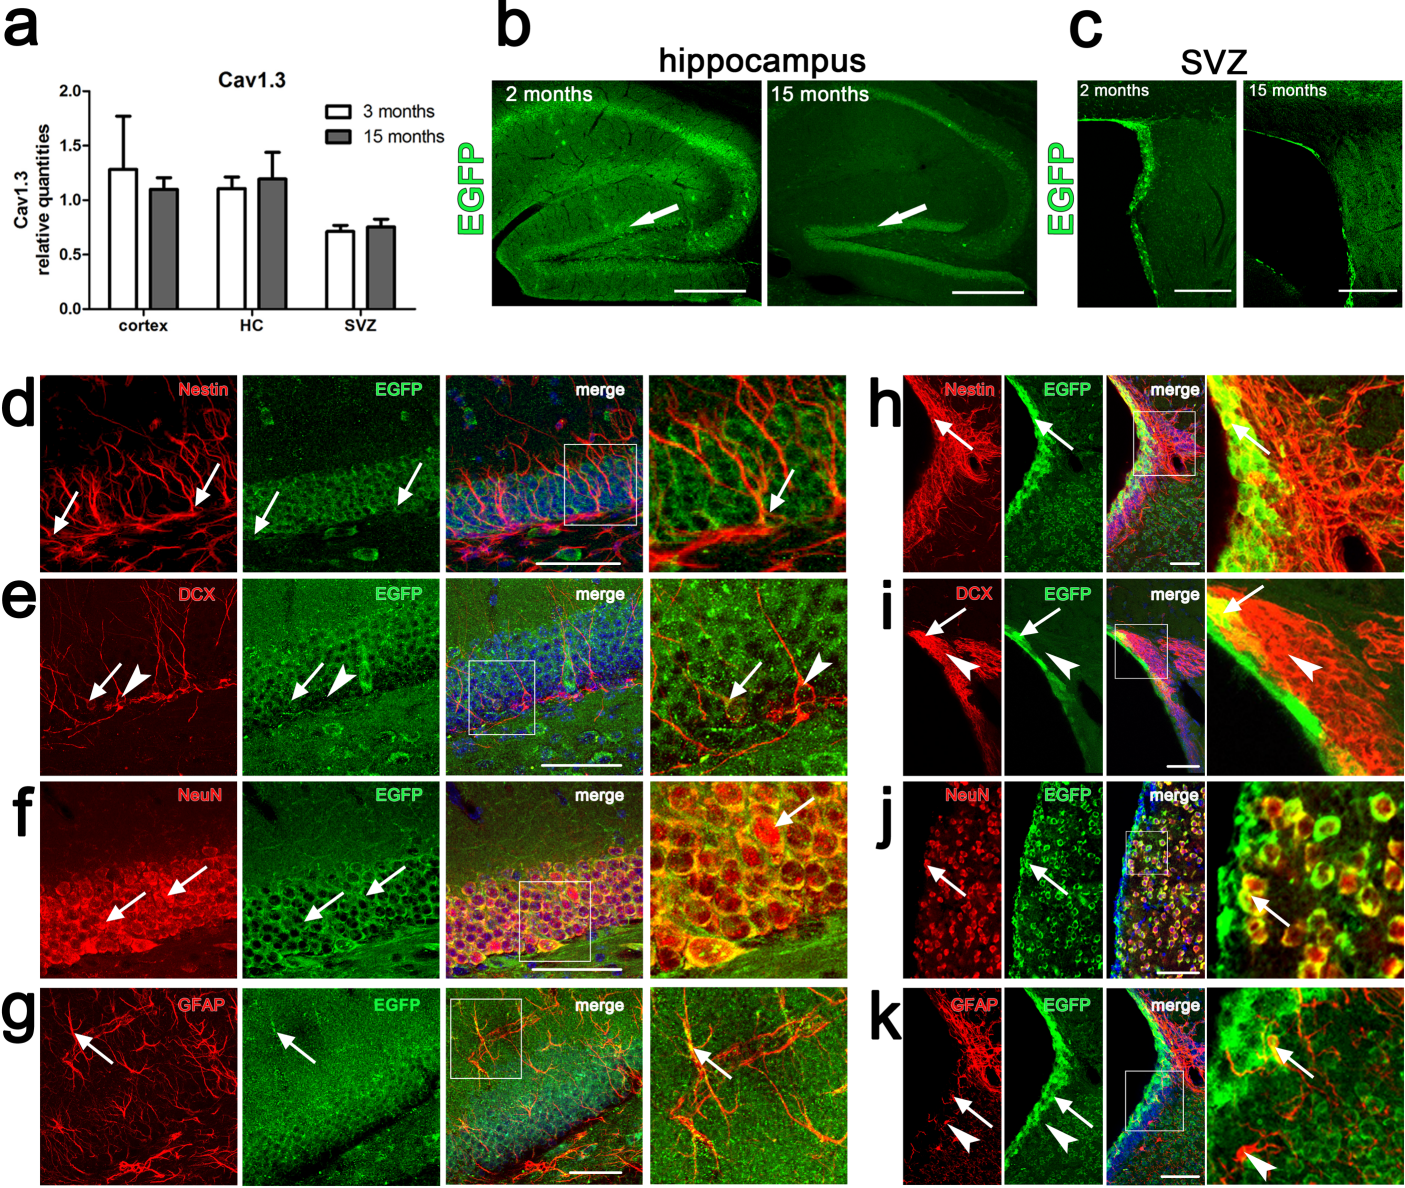 a
Cav1.3
Cav1.3
relative quantities
2.0
1.5
1.0
0.5
0.0
3 months
15 months
cortex
HC
SVZ
b
hippocampus
EGFP
2 months
15 months
c
SVZ
EGFP
2 months
15 months
d
Nestin
EGFP
merge
h
Nestin
EGFP
merge
e
DCX
EGFP
merge
i
DCX
EGFP
merge
f
NeuN
EGFP
merge
j
NeuN
EGFP
merge
g
GFAP
EGFP
merge
k
GFAP
EGFP
merge